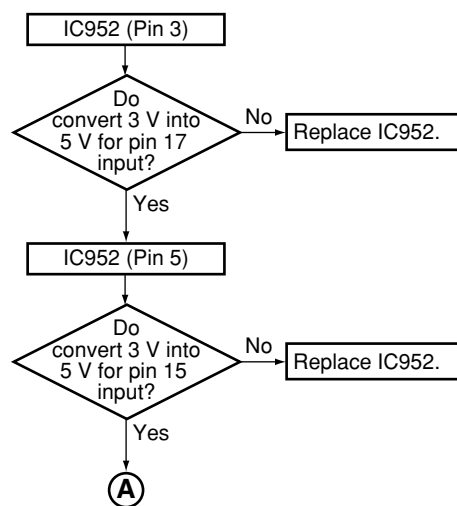 IC952 (Pin 3)
Do
convert 3 V into
5 V for pin 17
input?
No
Replace IC952.
Yes
IC952 (Pin 5)
Do
convert 3 V into
5 V for pin 15
input?
No
Replace IC952.
Yes
A